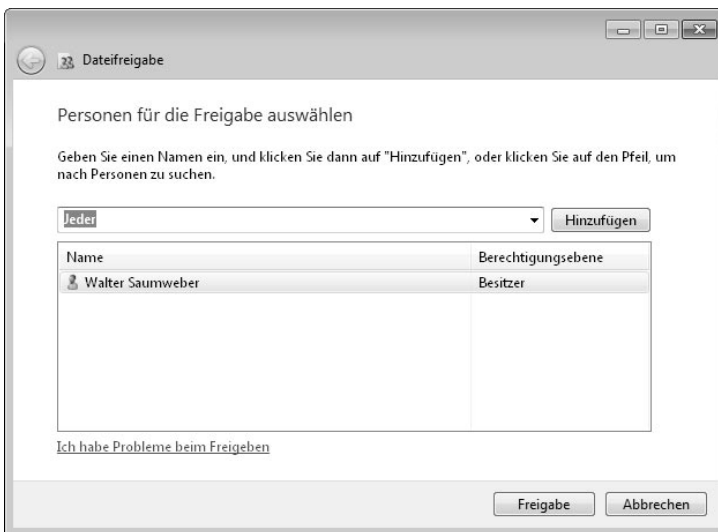 Dateifreigabe
Personen für die Freigabe auswählen
Geben Sie einen Namen ein, und klicken Sie dann auf "Hinzufügen", oder klicken Sie auf den Pfeil, um
nach Personen zu suchen.
Jeder
Hinzufügen
Name Berechtigungsebene
Walter Saumweber Besitzer
Ich habe Probleme beim Freigeben
Freigabe Abbrechen